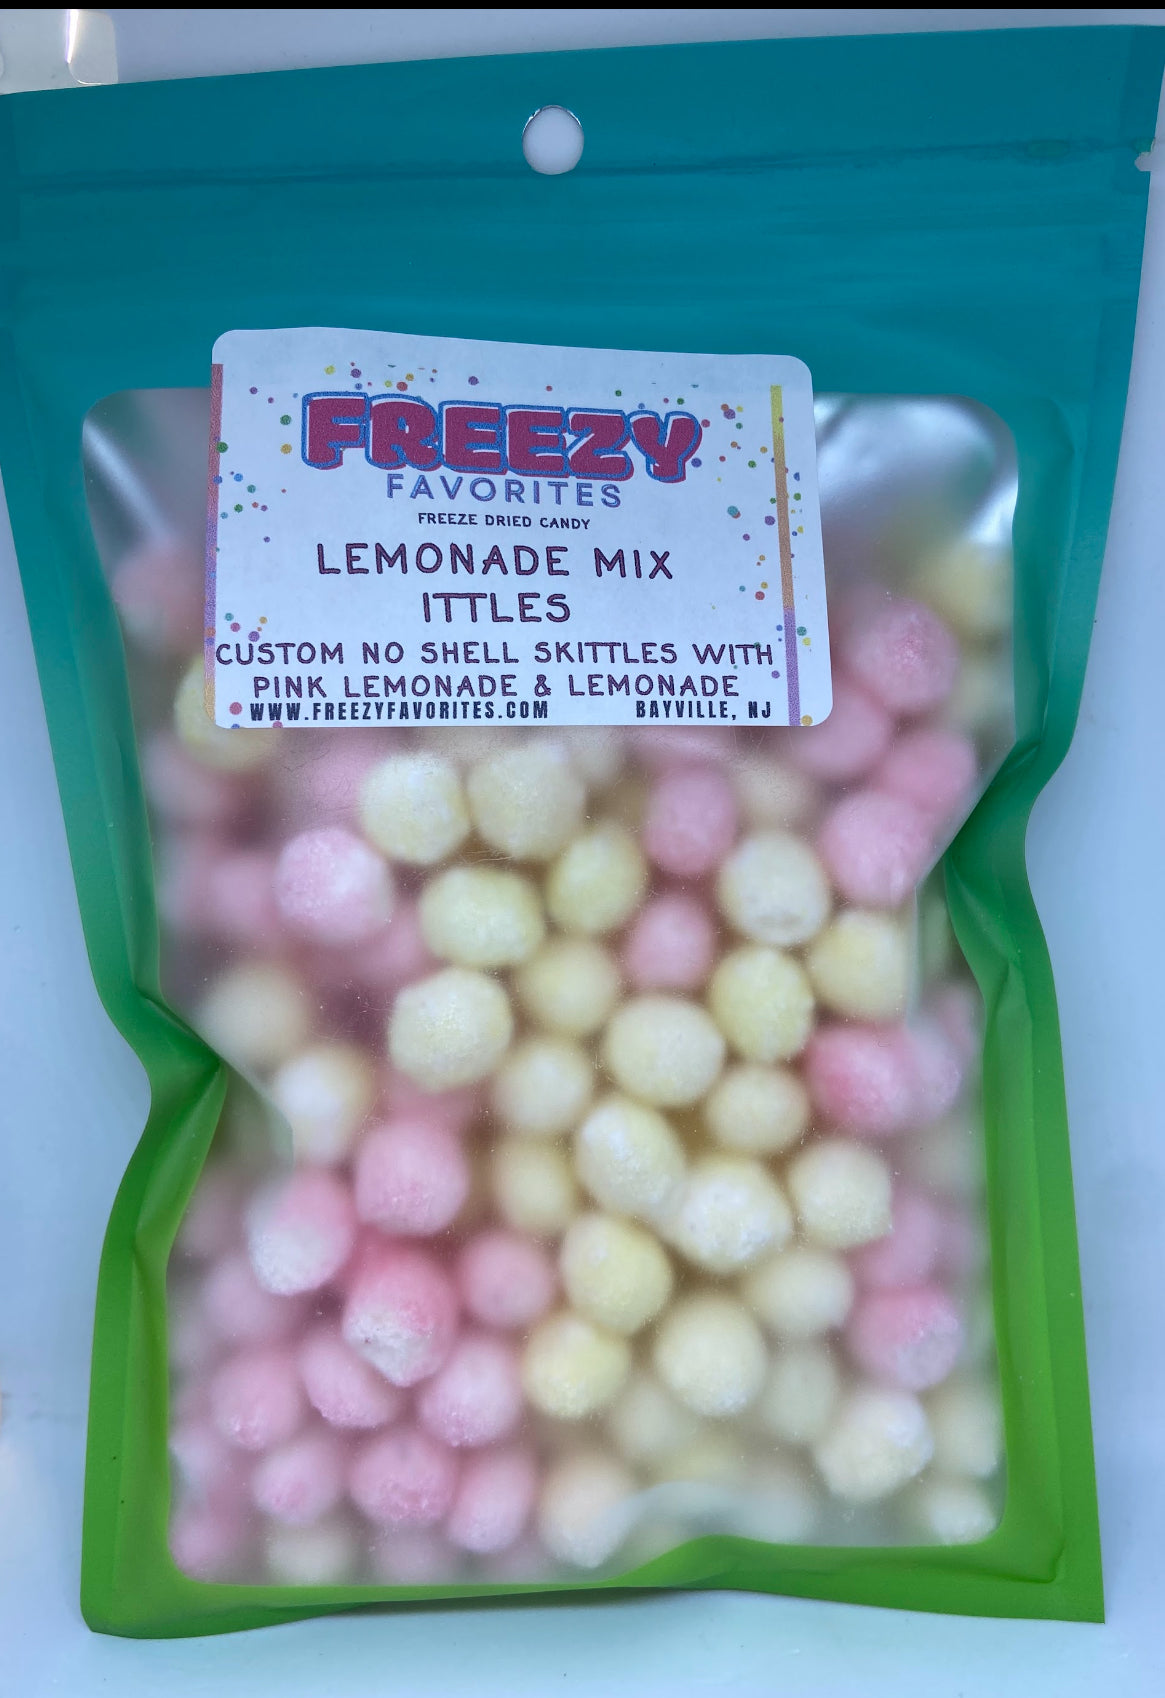 FREEZY
FAVORITES
FREEZE DRIED CANDY
LEMONADE MIX
ITTLES
CUSTOM NO SHELL SKITTLES WITH
PINK LEMONADE & LEMONADE
WWW.FREEZYFAVORITES.COM BAYVILLE, NJ